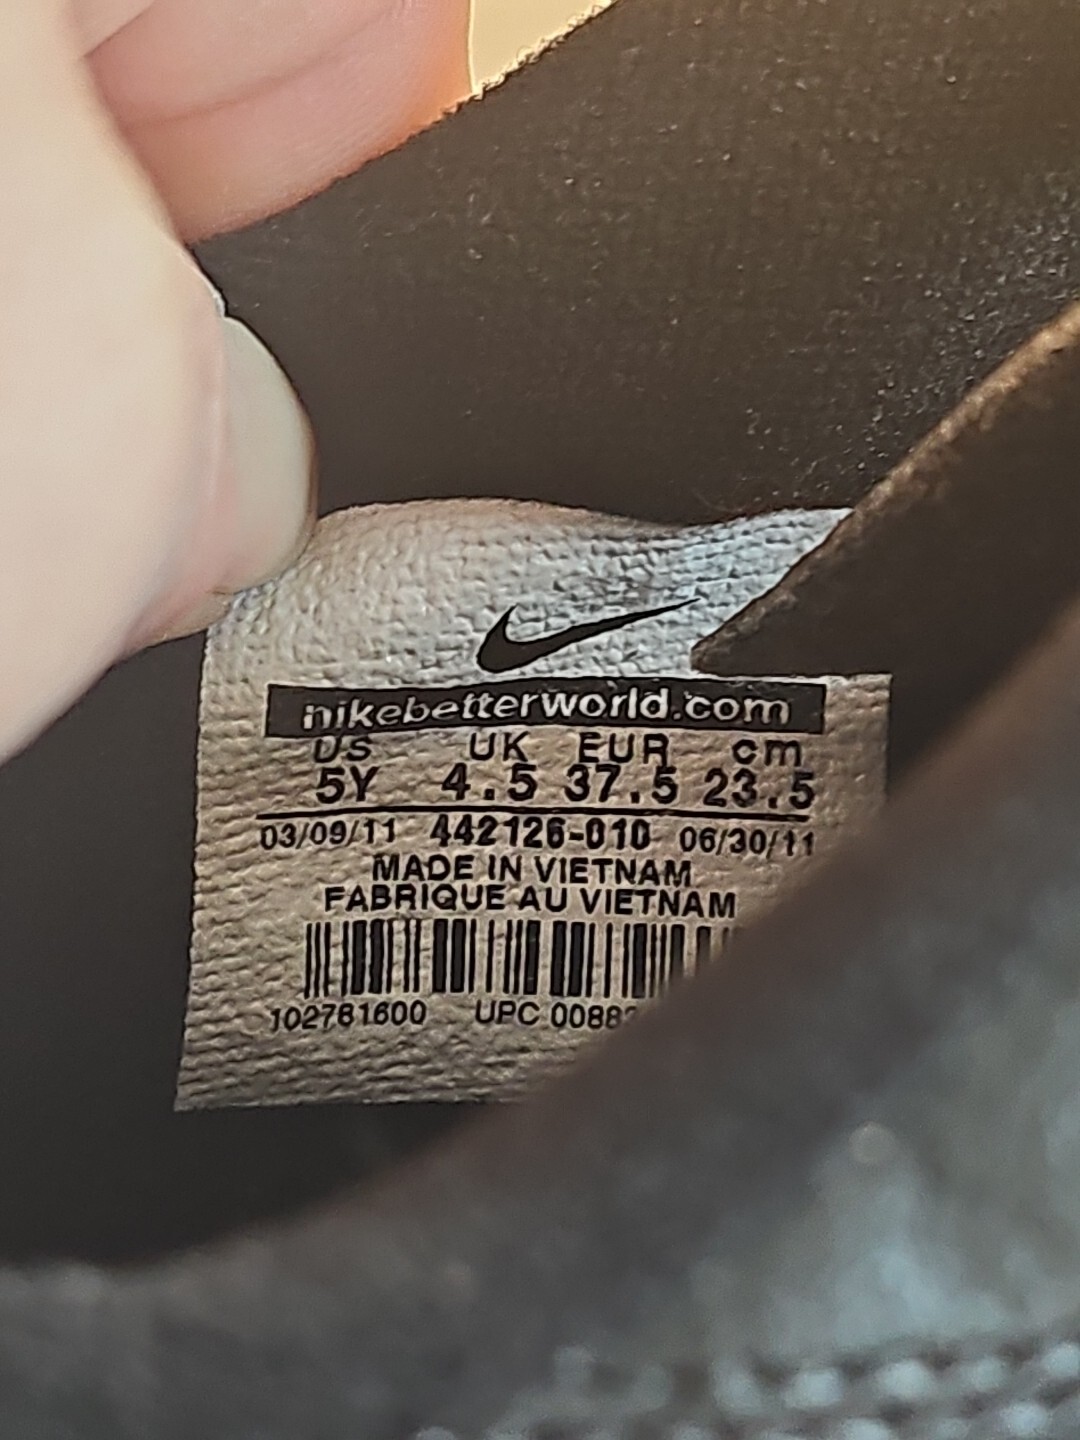 nikebetterworld.com
US UK EUR cm
5Y 4.5 37.5 23.5
03/09/11 442126-010 06/30/11
MADE IN VIETNAM
FABRIQUE AU VIETNAM
102781600 UPC 0088